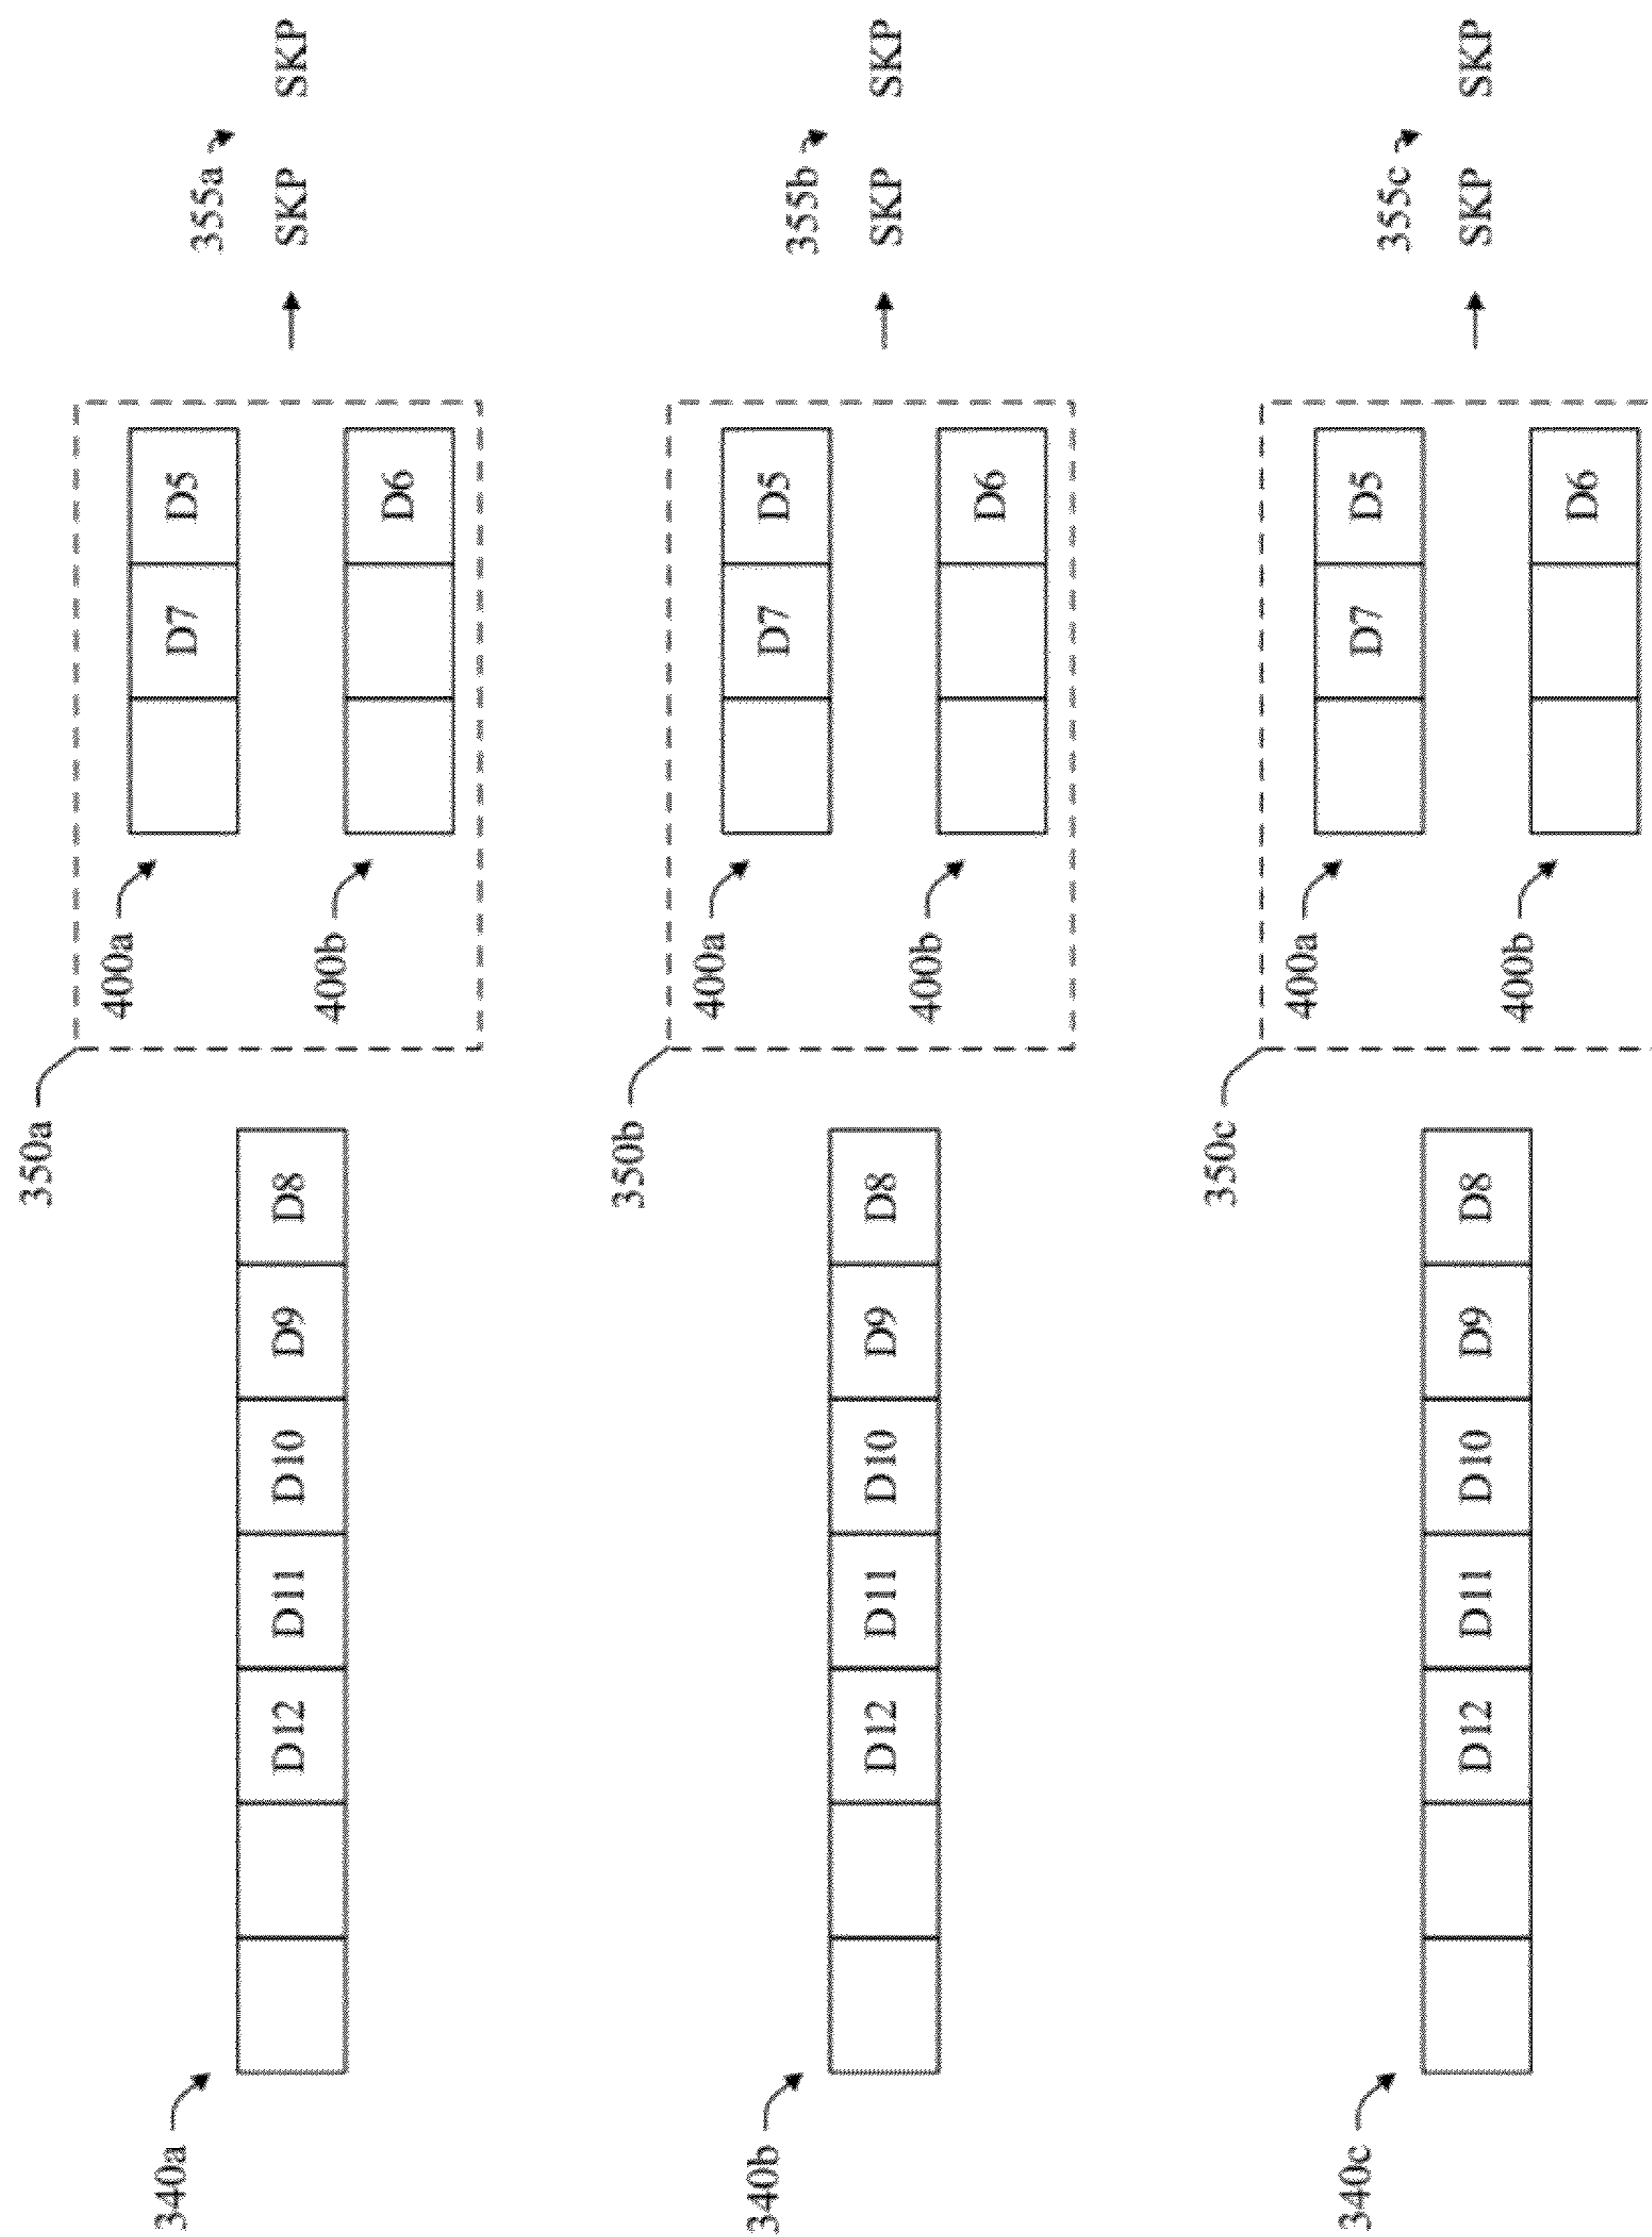 350a
400a
340a
D7 D5
355a
D12 D11 D10 D9 D8
SKP SKP
400b
D6
350b
400a
340b
D7 D5
355b
D12 D11 D10 D9 D8
SKP SKP
400b
D6
350c
400a
340c
D7 D5
355c
D12 D11 D10 D9 D8
SKP SKP
400b
D6